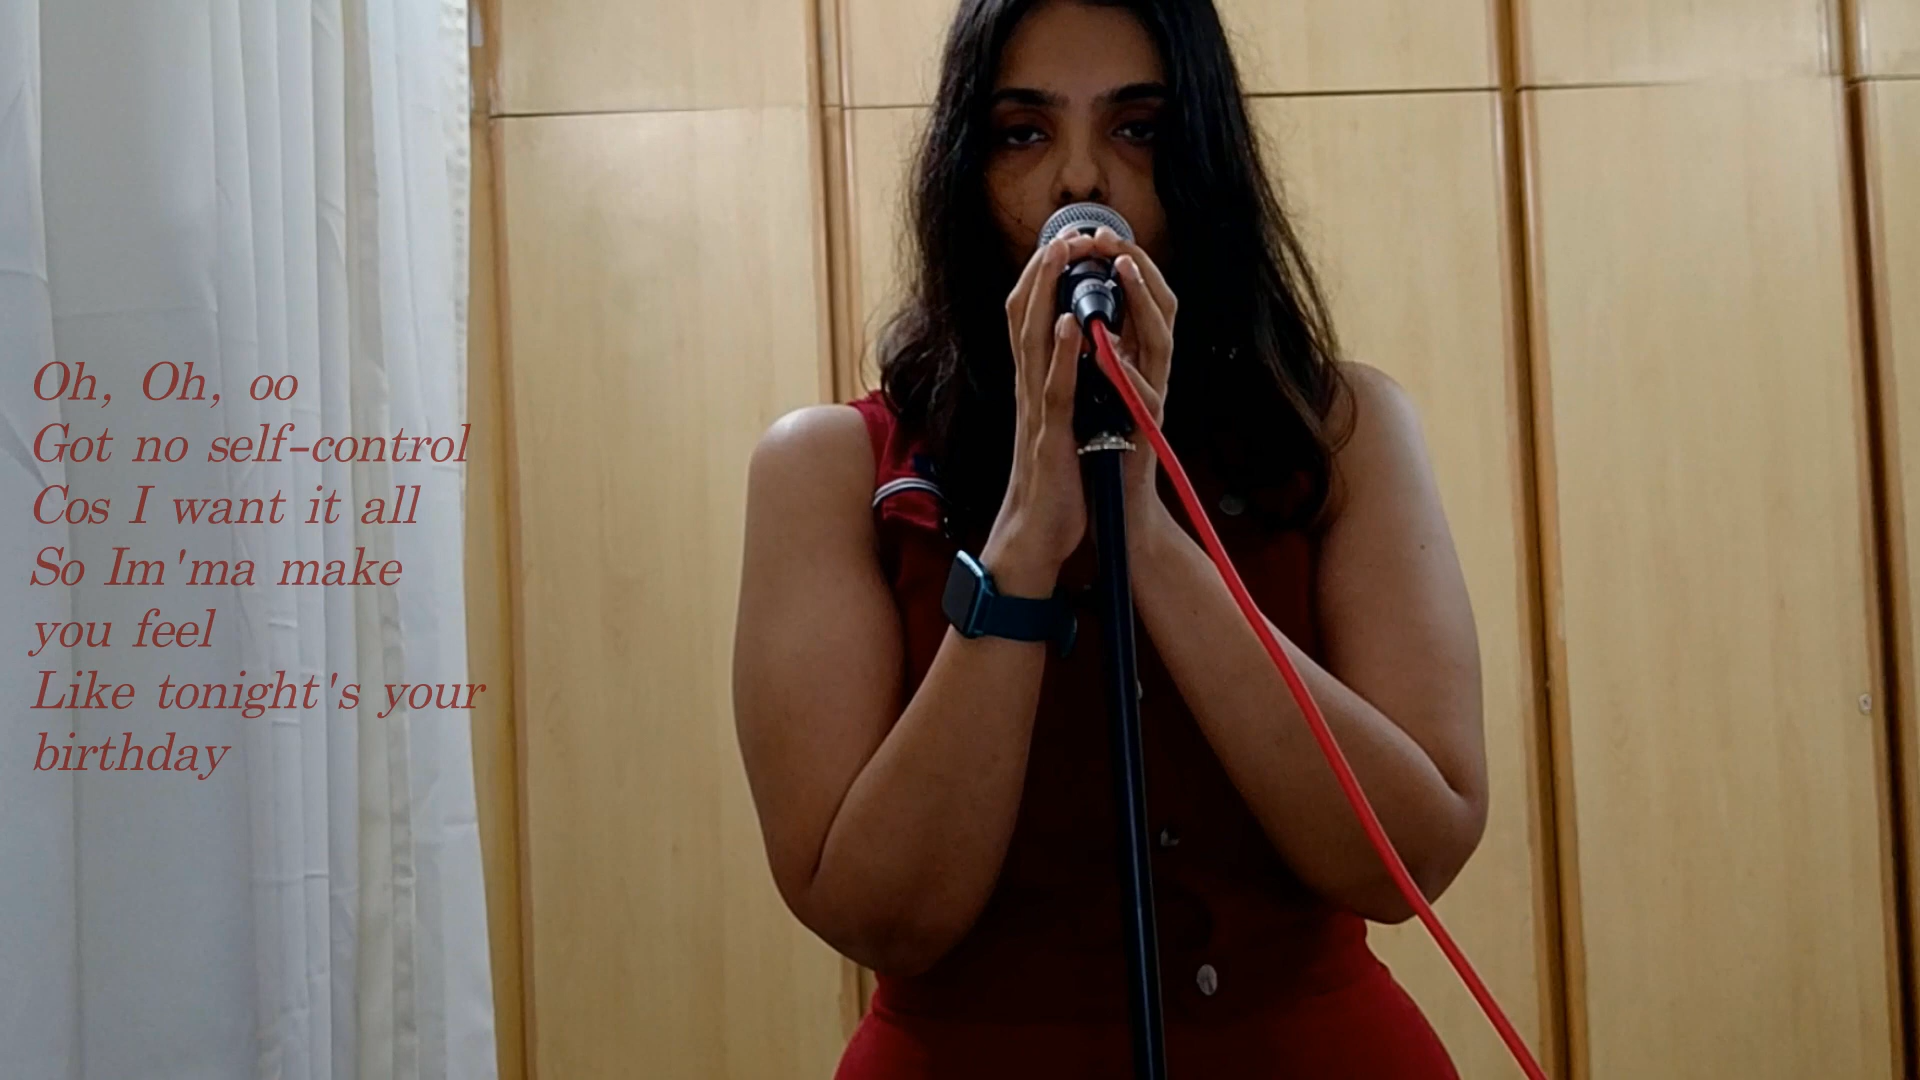 Oh, Oh, oo
Got no self-control
Cos I want it all
So Im'ma make
you feel
Like tonight's your
birthday